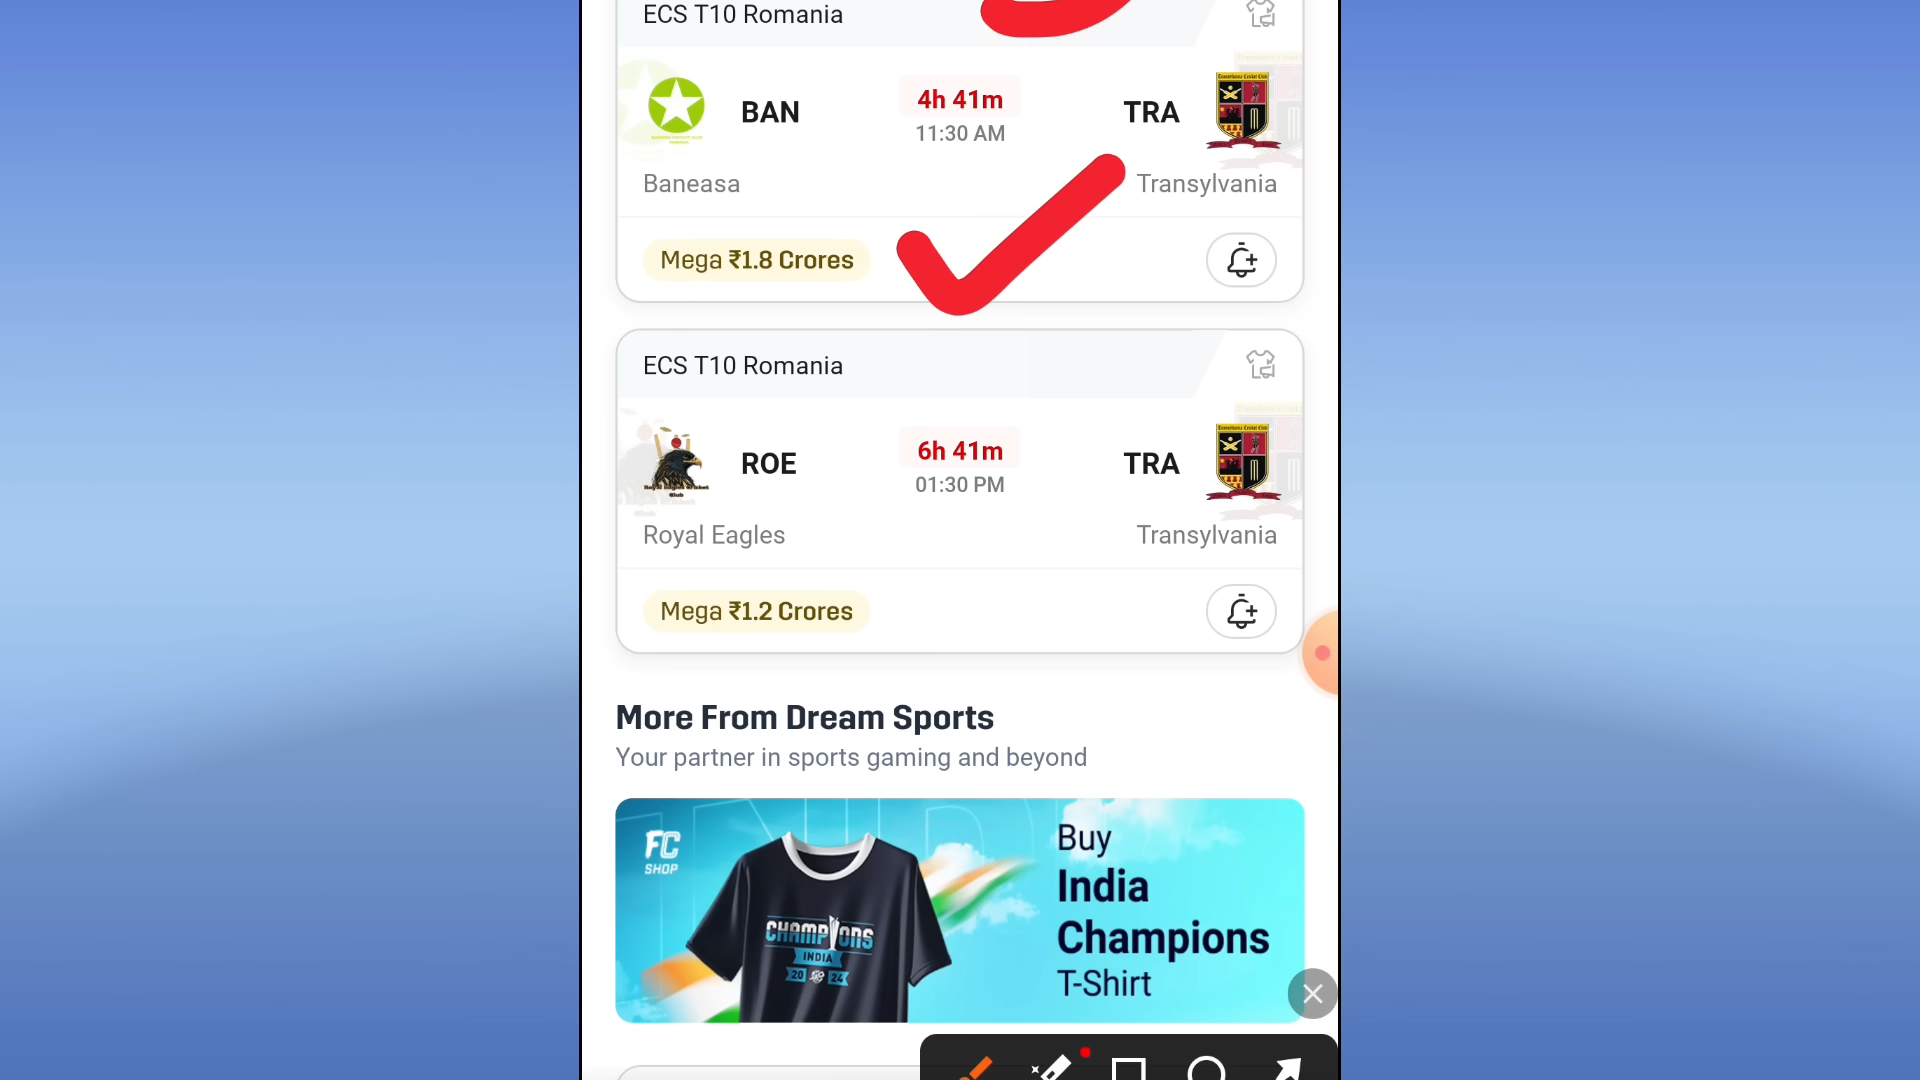 ECS T10 Romania
BAN
4h 41m
11:30 AM
TRA
Baneasa
Transylvania
Mega ₹1.8 Crores
ECS T10 Romania
ROE
6h 41m
01:30 PM
TRA
Royal Eagles
Transylvania
Mega ₹1.2 Crores
More From Dream Sports
Your partner in sports gaming and beyond
FC
SHOP
CHAMPIONS
INDIA
20 24
Buy
India
Champions
T-Shirt